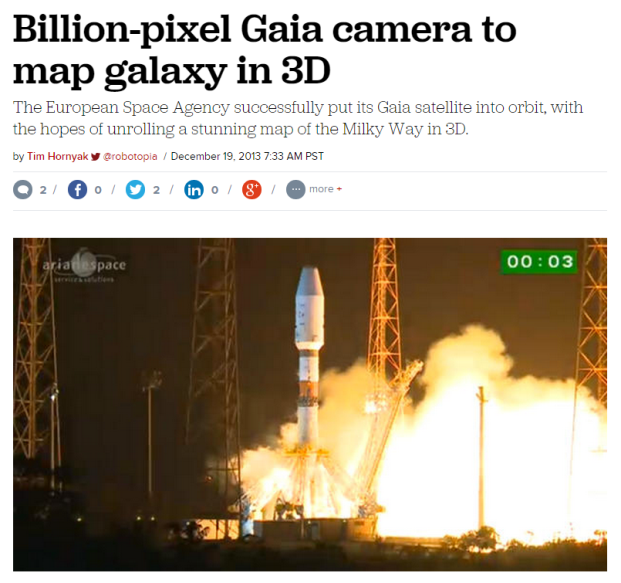 Billion-pixel Gaia camera to
map galaxy in 3D
The European Space Agency successfully put its Gaia satellite into orbit, with
the hopes of unrolling a stunning map of the Milky Way in 3D.
by Tim Hornyak @robotopia / December 19, 2013 7:33 AM PST
2 / f 0 / 2 / in 0 / g+ / more +
arianespace
service & solutions
00 : 03